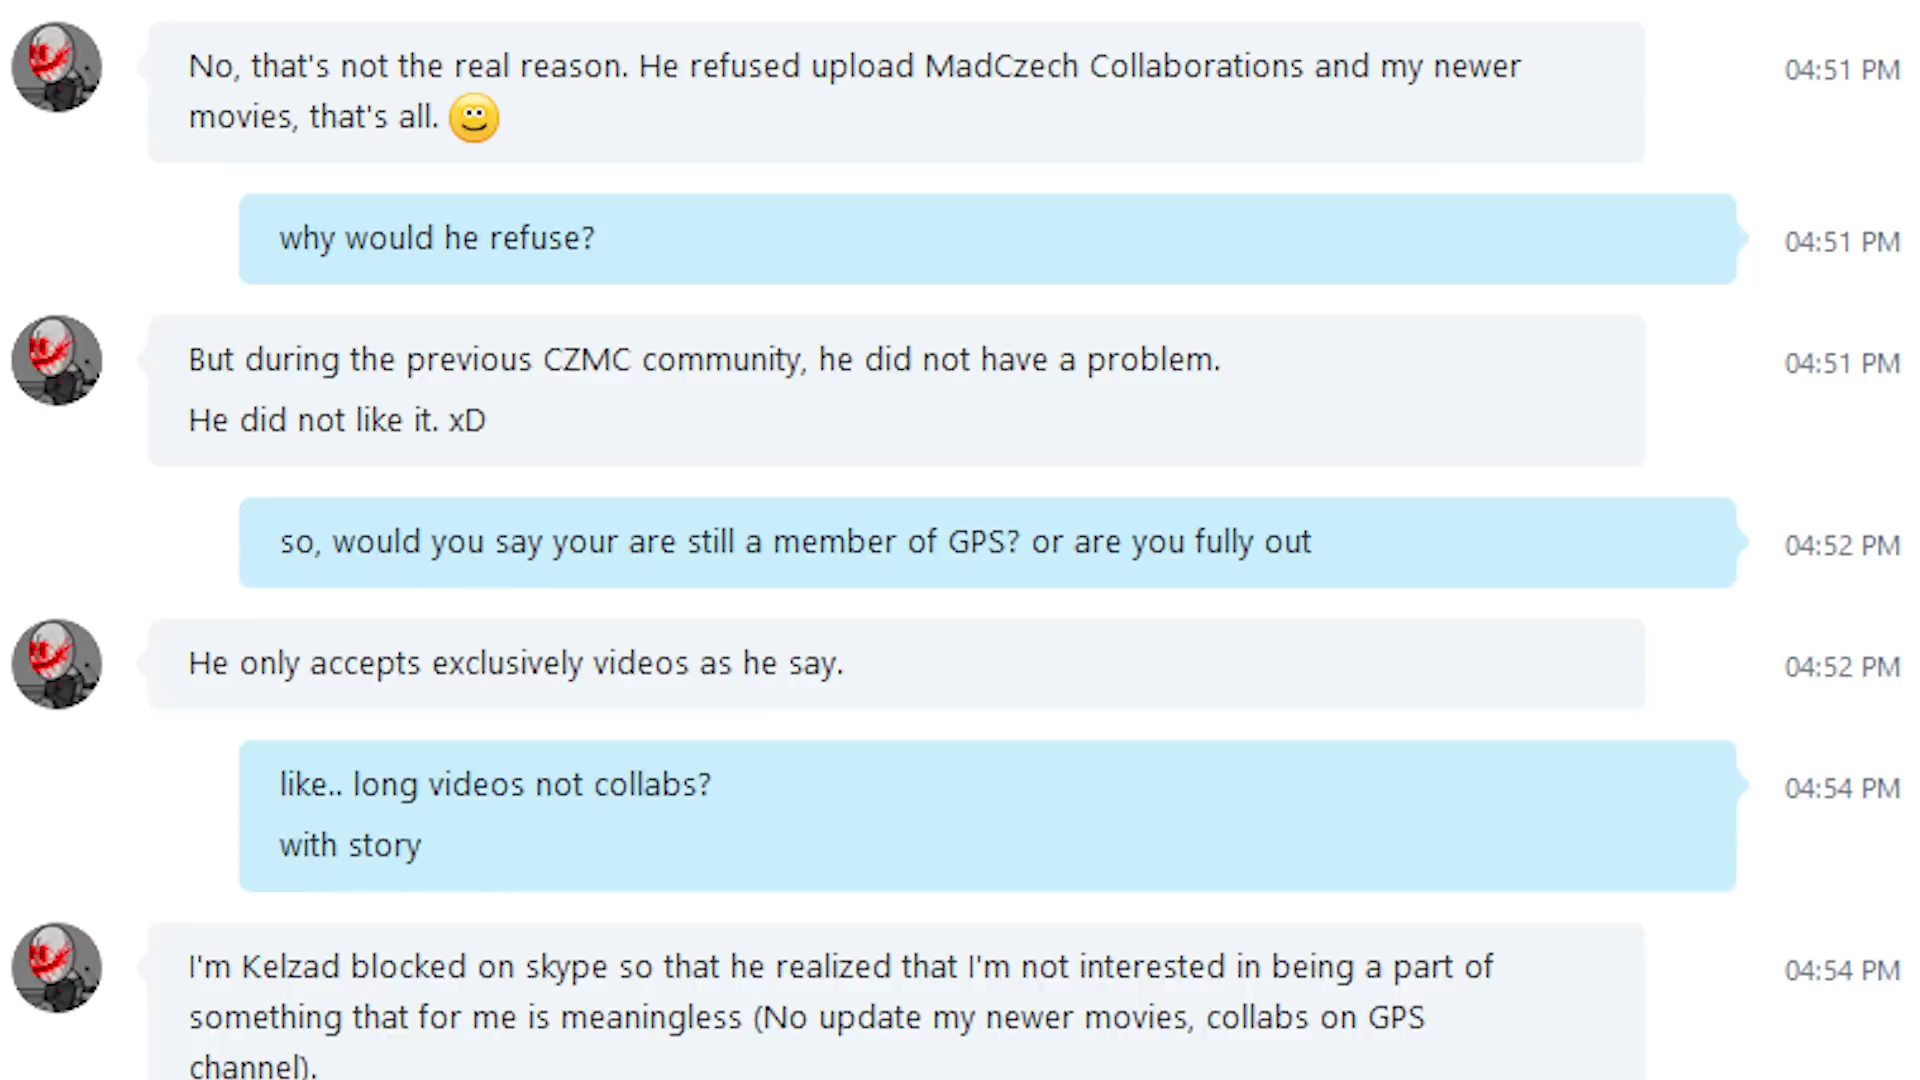 No, that's not the real reason. He refused upload MadCzech Collaborations and my newer
movies, that's all.
04:51 PM
why would he refuse?
04:51 PM
But during the previous CZMC community, he did not have a problem.
04:51 PM
He did not like it. xD
so, would you say your are still a member of GPS? or are you fully out
04:52 PM
He only accepts exclusively videos as he say.
04:52 PM
like.. long videos not collabs?
04:54 PM
with story
I'm Kelzad blocked on skype so that he realized that I'm not interested in being a part of
04:54 PM
something that for me is meaningless (No update my newer movies, collabs on GPS
channel).